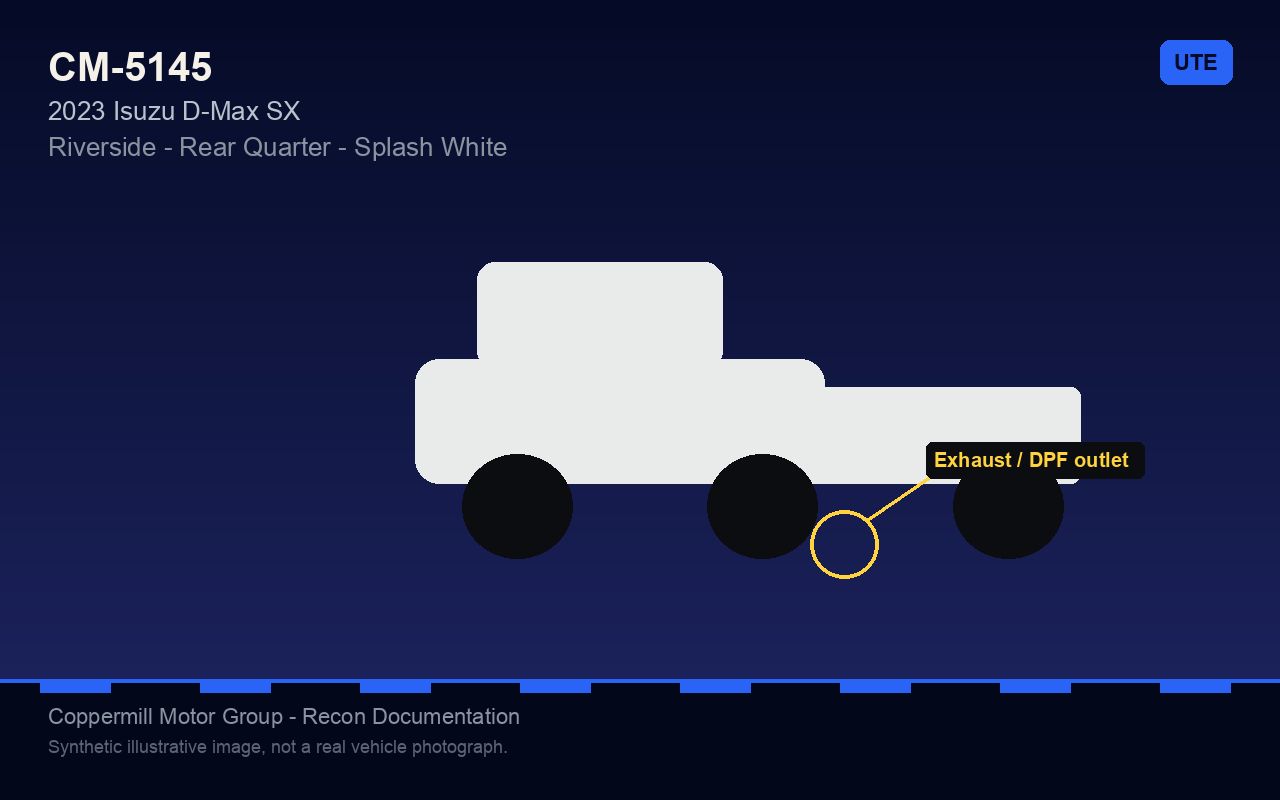 CM-5145
UTE
2023 Isuzu D-Max SX
Riverside - Rear Quarter - Splash White
Exhaust / DPF outlet
Coppermill Motor Group - Recon Documentation
Synthetic illustrative image, not a real vehicle photograph.